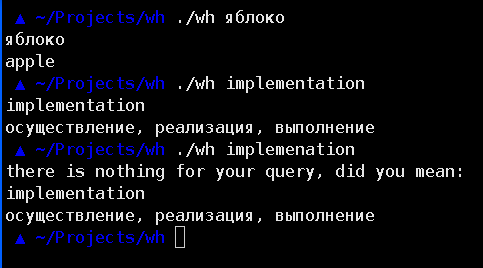 ▲ ~/Projects/wh ./wh яблоко
яблоко
apple
▲ ~/Projects/wh ./wh implementation
implementation
осуществление, реализация, выполнение
▲ ~/Projects/wh ./wh implemenation
there is nothing for your query, did you mean:
implementation
осуществление, реализация, выполнение
▲ ~/Projects/wh